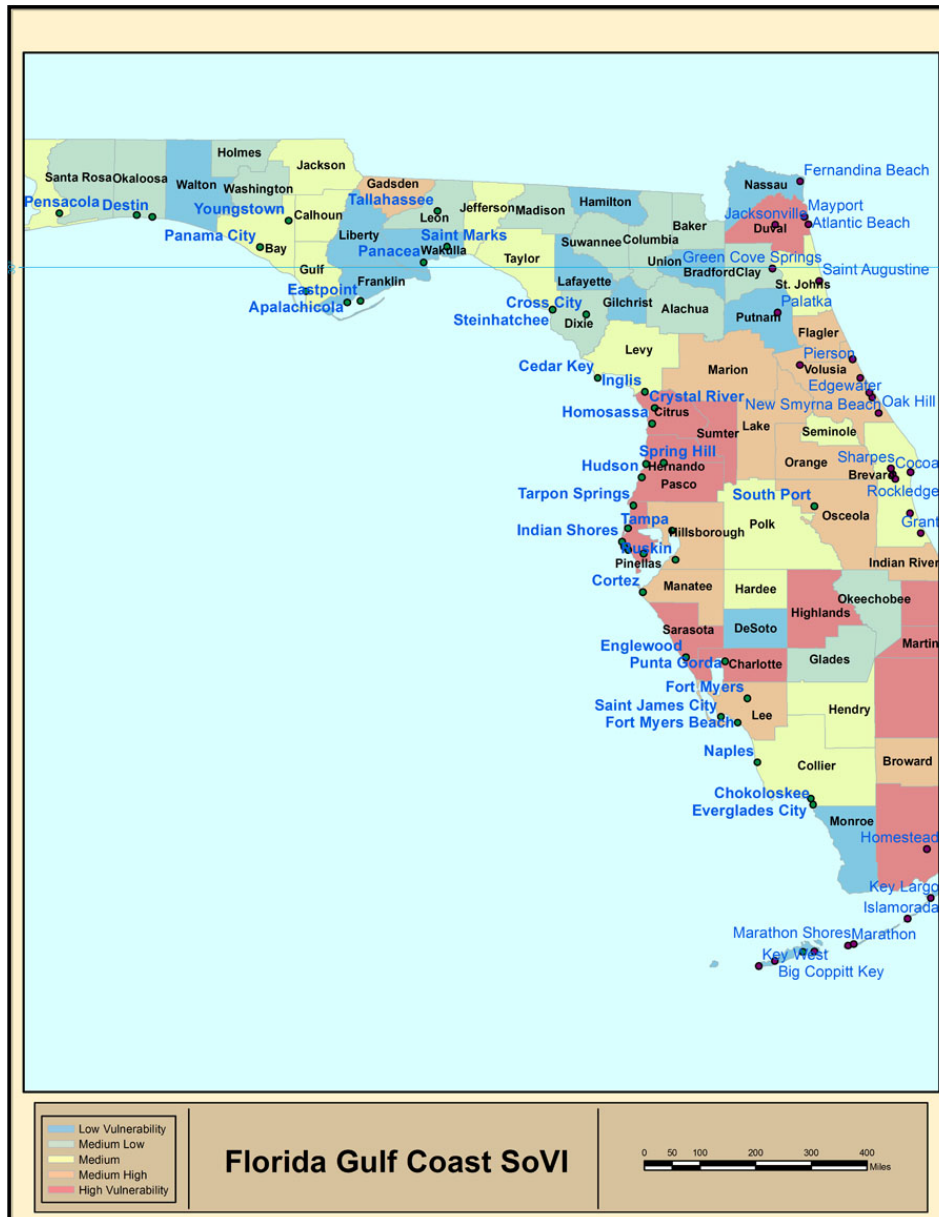 Fernandina Beach
Nassau
Holmes
Jackson
Santa Rosa
Okaloosa
Walton
Washington
Gadsden
Tallahassee
Hamilton
Mayport
Pensacola
Destin
Youngstown
Calhoun
Leon
Jefferson
Madison
Baker
Jacksonville
Duval
Atlantic Beach
Panama City
Bay
Liberty
Saint Marks
Panacea
Wakulla
Suwannee
Columbia
Taylor
Union
Green Cove Springs
Gulf
Lafayette
Bradford
Clay
Saint Augustine
St. Johns
Eastpoint
Franklin
Apalachicola
Cross City
Gilchrist
Alachua
Palatka
Steinhatchee
Dixie
Putnam
Flagler
Levy
Pierson
Cedar Key
Marion
Volusia
Inglis
Edgewater
Crystal River
New Smyrna Beach
Oak Hill
Homosassa
Citrus
Sumter
Lake
Seminole
Spring Hill
Hudson
Hernando
Orange
Sharpes
Cocoa
Brevard
Pasco
Rockledge
Tarpon Springs
South Port
Osceola
Tampa
Polk
Grant
Indian Shores
Hillsborough
Ruskin
Pinellas
Indian River
Cortez
Manatee
Hardee
Okeechobee
Highlands
Sarasota
DeSoto
Martin
Englewood
Punta Gorda
Charlotte
Glades
Fort Myers
Saint James City
Hendry
Fort Myers Beach
Lee
Naples
Collier
Broward
Chokoloskee
Everglades City
Monroe
Homestead
Key Largo
Islamorada
Marathon Shores
Marathon
Key West
Big Coppitt Key
Low Vulnerability
Medium Low
Medium
Medium High
High Vulnerability
Florida Gulf Coast SoVI
0 50 100 200 300 400
Miles